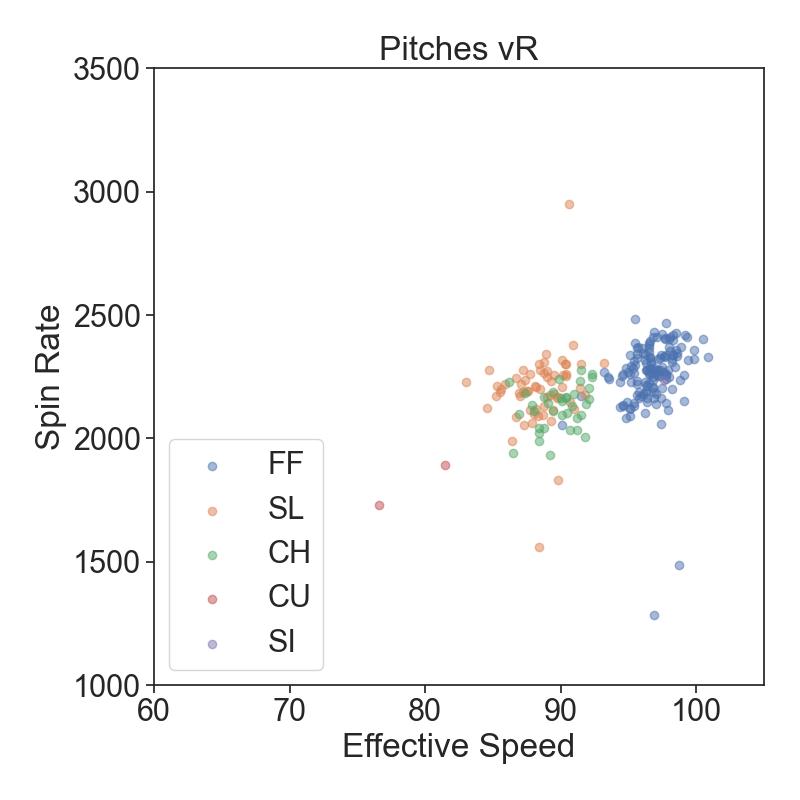 Pitches vR
3500
3000
2500
2000
1500
1000
Spin Rate
FF
SL
CH
CU
SI
60 70 80 90 100
Effective Speed